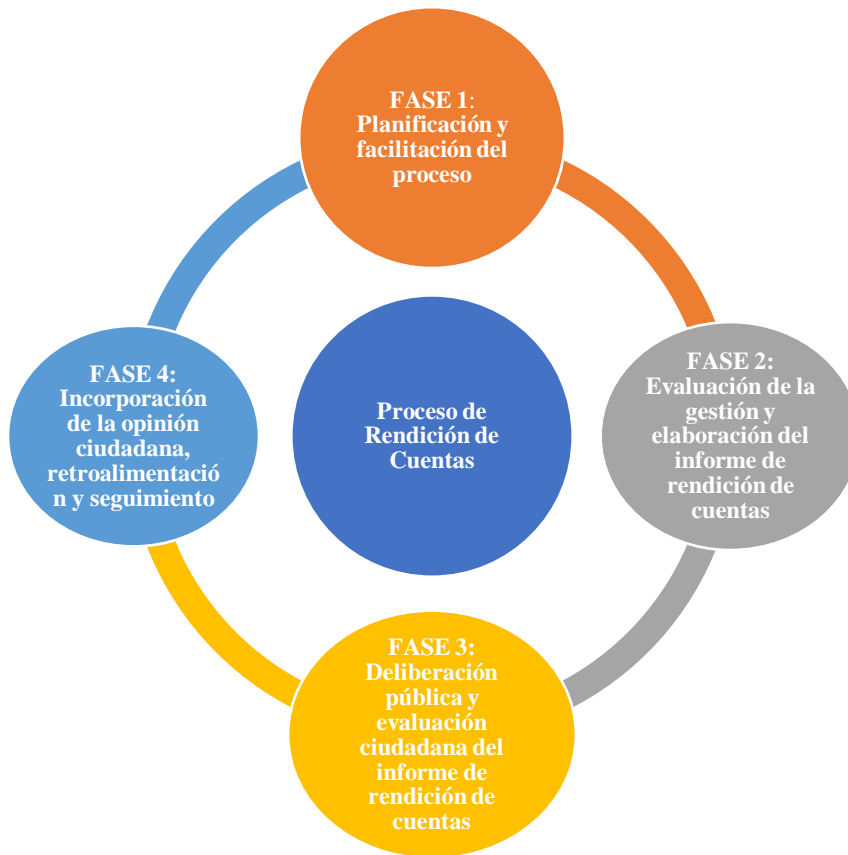 FASE 1:
Planificación y
facilitación del
proceso
FASE 2:
Evaluación de la
gestión y
elaboración del
informe de
rendición de
cuentas
FASE 3:
Deliberación
pública y
evaluación
ciudadana del
informe de
rendición de
cuentas
FASE 4:
Incorporación
de la opinión
ciudadana,
retroalimentació
n y seguimiento
Proceso de
Rendición de
Cuentas